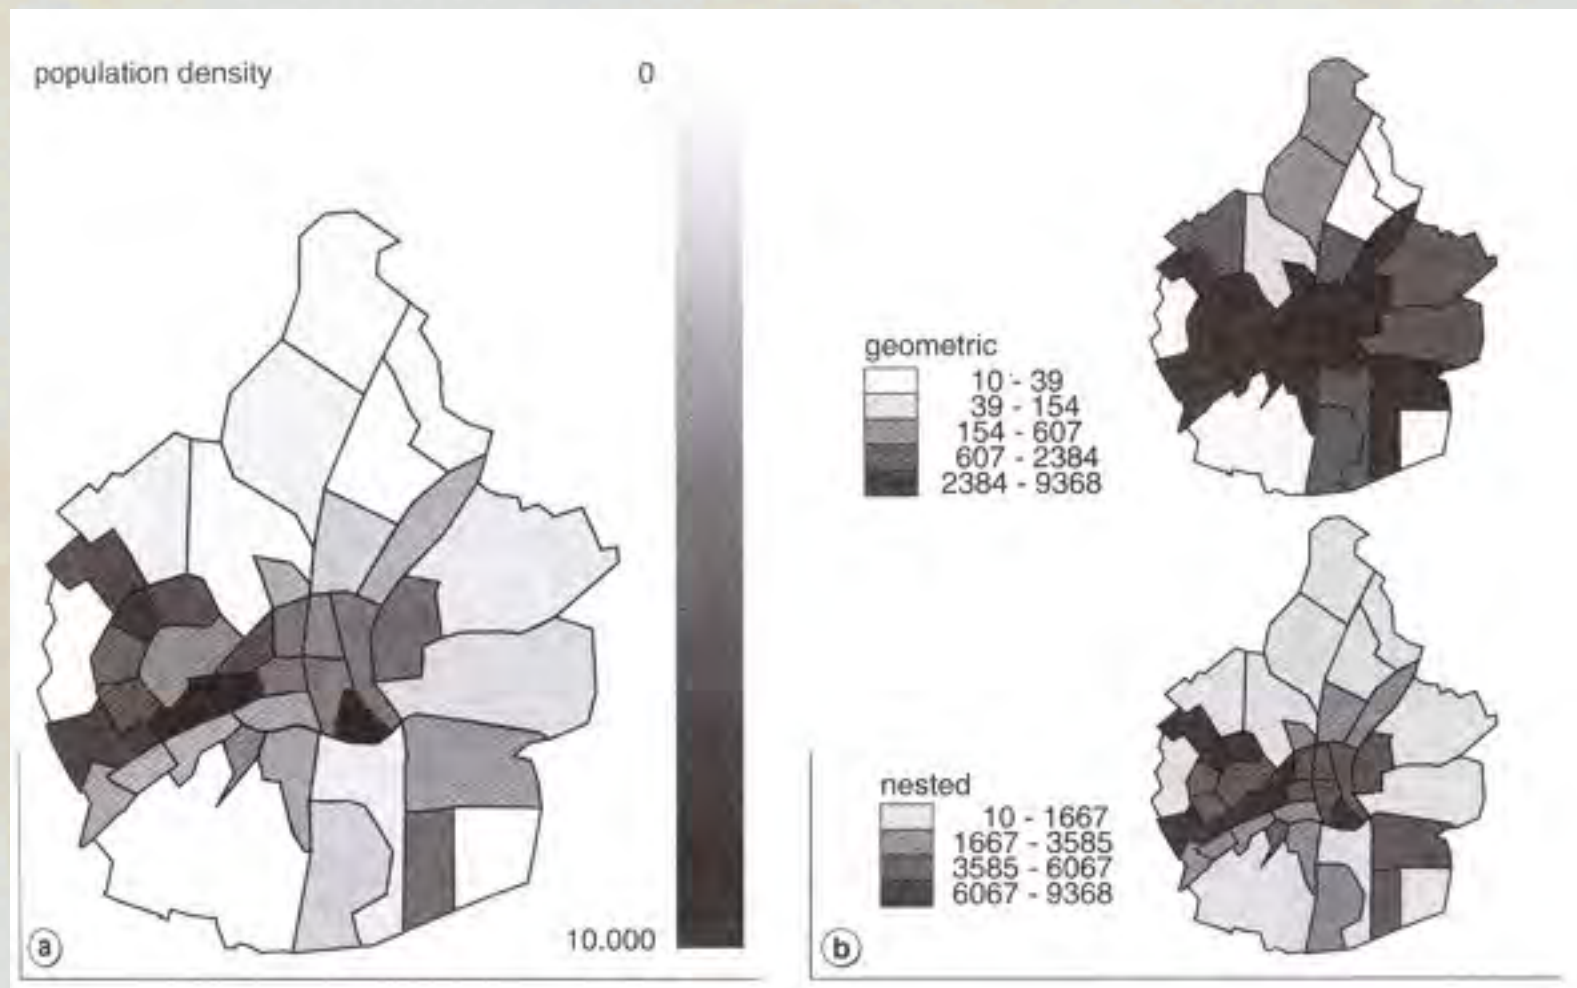 population density
0
10.000
a
geometric
10 - 39
39 - 154
154 - 607
607 - 2384
2384 - 9368
nested
10 - 1667
1667 - 3585
3585 - 6067
6067 - 9368
b